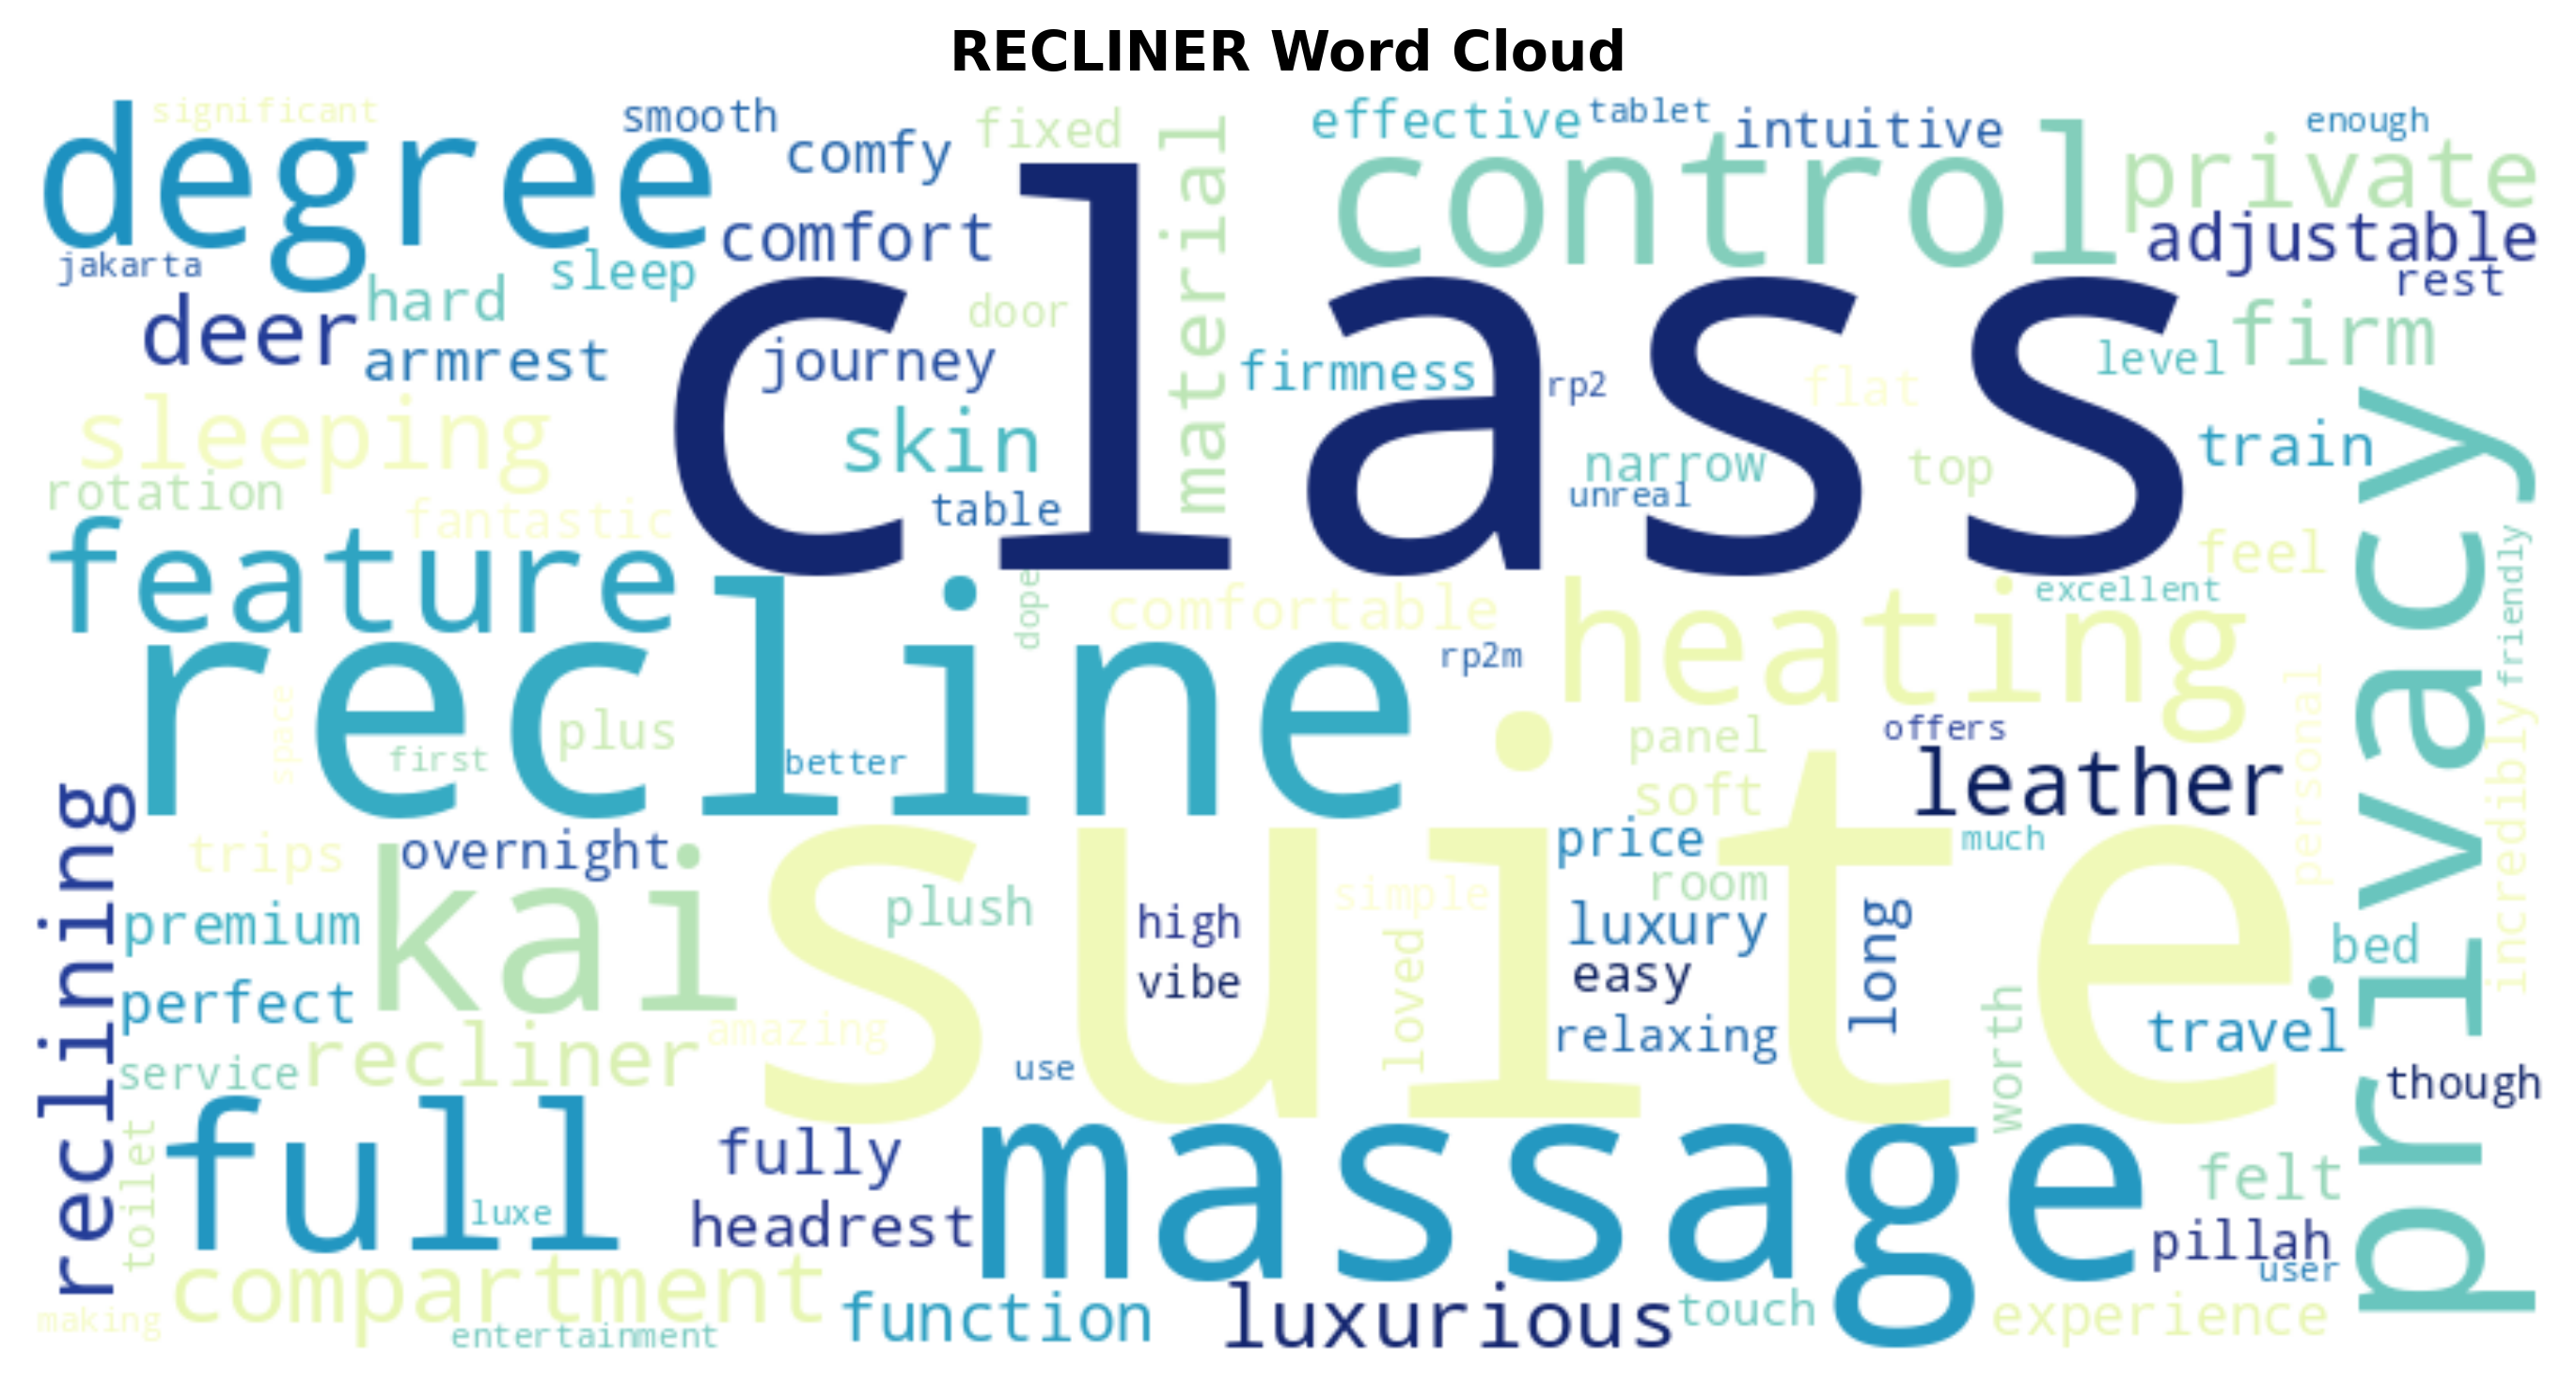 RECLINER Word Cloud
significant
degree
smooth
comfy
fixed
material
effective
tablet
intuitive
enough
control
private
adjustable
rest
comfort
jakarta
sleep
hard
deer
armrest
door
journey
class
firmness
rp2
flat
level
firm
sleeping
skin
narrow
top
train
rotation
table
unreal
fantastic
feature
feel
privacy
friendly
dope
comfortable
heating
excellent
recline
rp2m
space
plus
first
better
panel
offers
personal
soft
leather
incredibly
reclining
trips
overnight
price
much
kai
suite
room
plush
simple
premium
high
luxury
long
bed
perfect
vibe
loved
easy
worth
amazing
relaxing
travel
service
recliner
use
though
toilet
full
luxe
fully
massage
felt
headrest
pillah
user
compartment
making
entertainment
function
luxurious
touch
experience